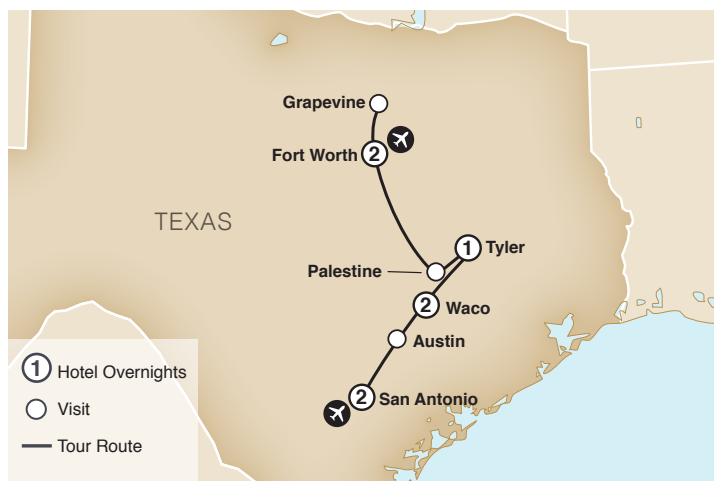 Grapevine
Fort Worth
2
TEXAS
1
Tyler
Palestine
2
Waco
Austin
2
San Antonio
1 Hotel Overnights
Visit
Tour Route